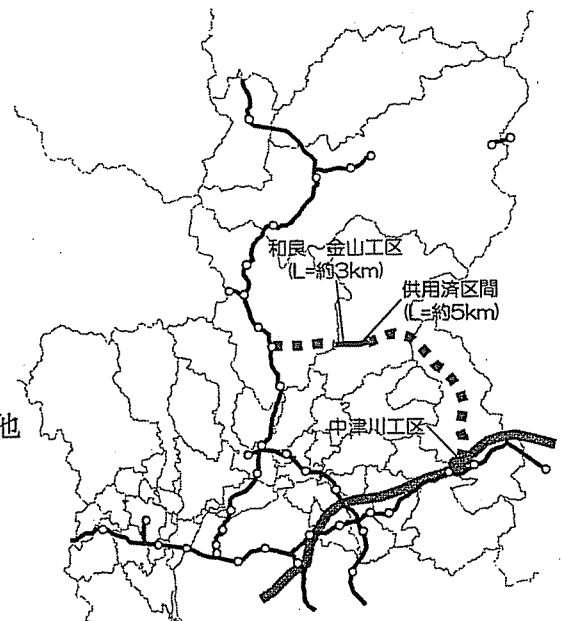 和良～金山工区
(L=約3km)
供用済区間
(L=約5km)
他
中津川工区